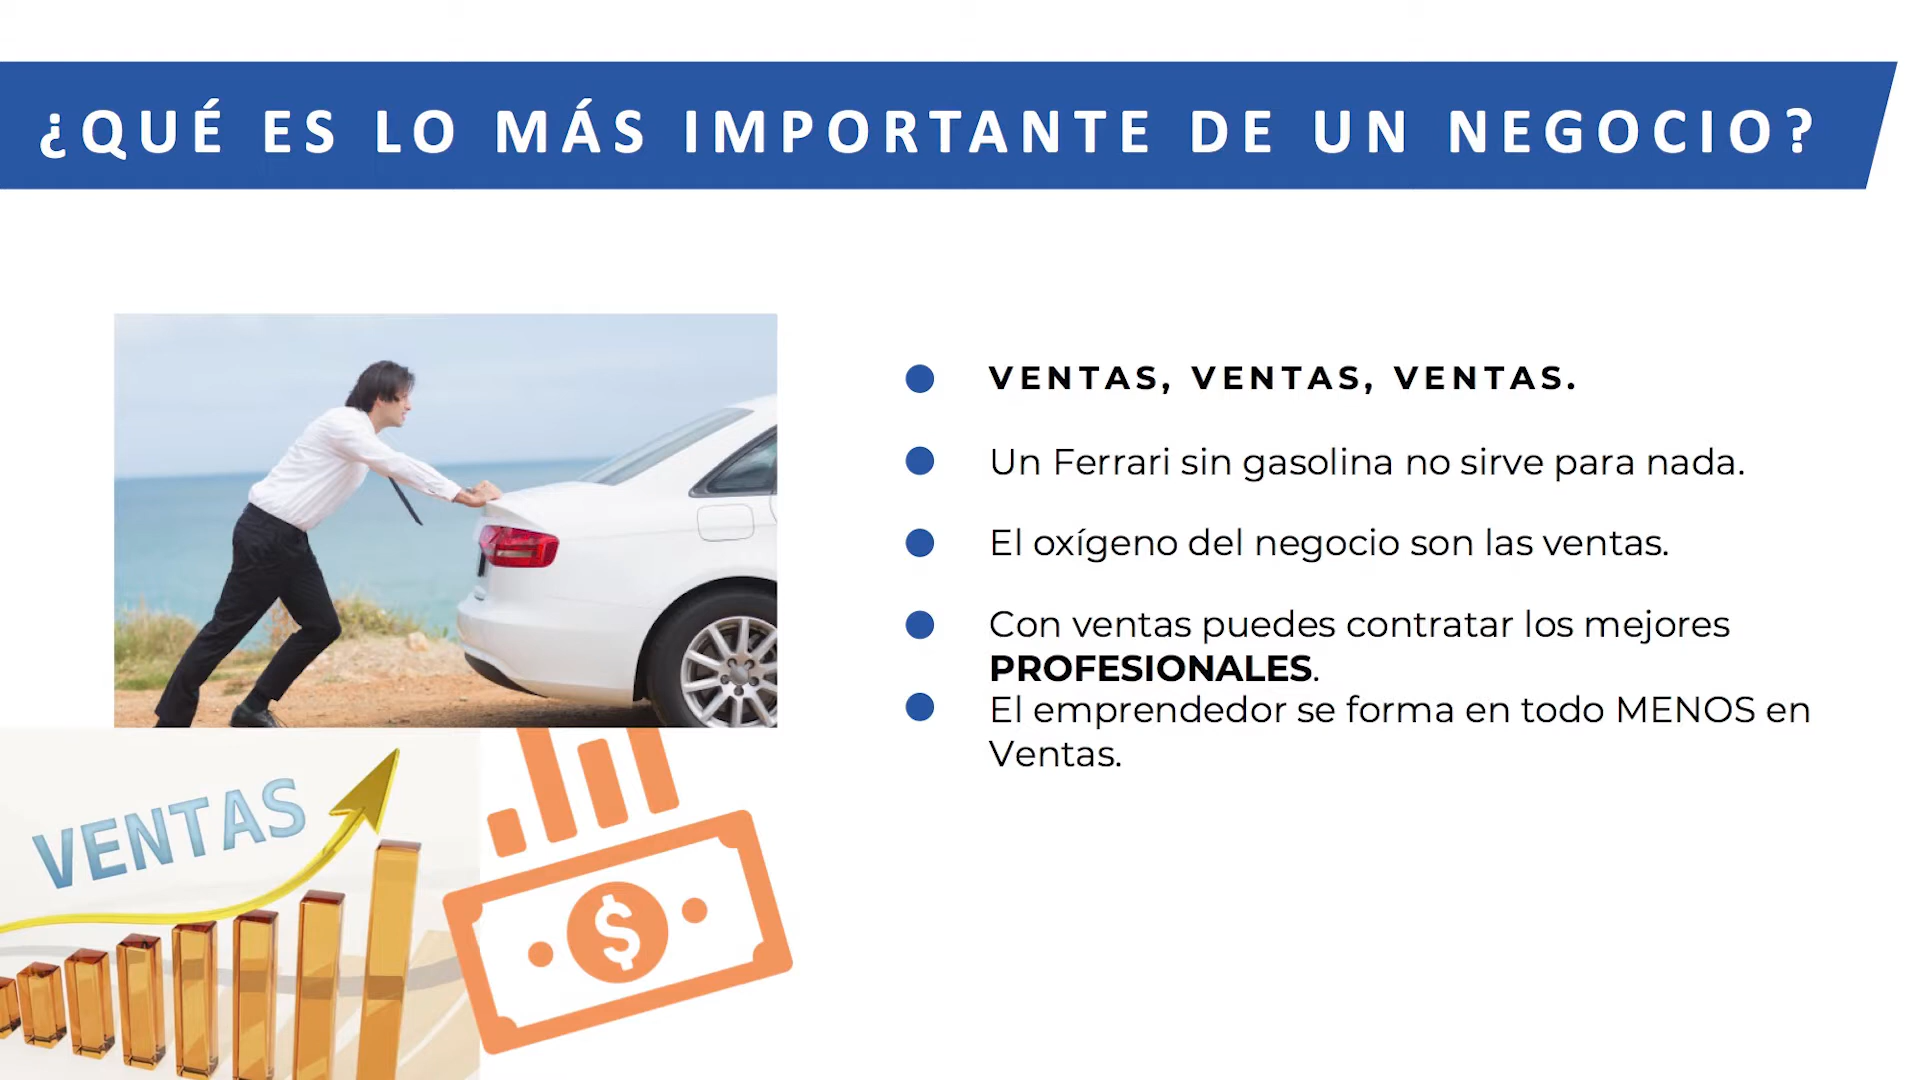 ¿QUÉ ES LO MÁS IMPORTANTE DE UN NEGOCIO?
VENTAS, VENTAS, VENTAS.
Un Ferrari sin gasolina no sirve para nada.
El oxígeno del negocio son las ventas.
Con ventas puedes contratar los mejores
PROFESIONALES.
El emprendedor se forma en todo MENOS en
Ventas.
VENTAS
$